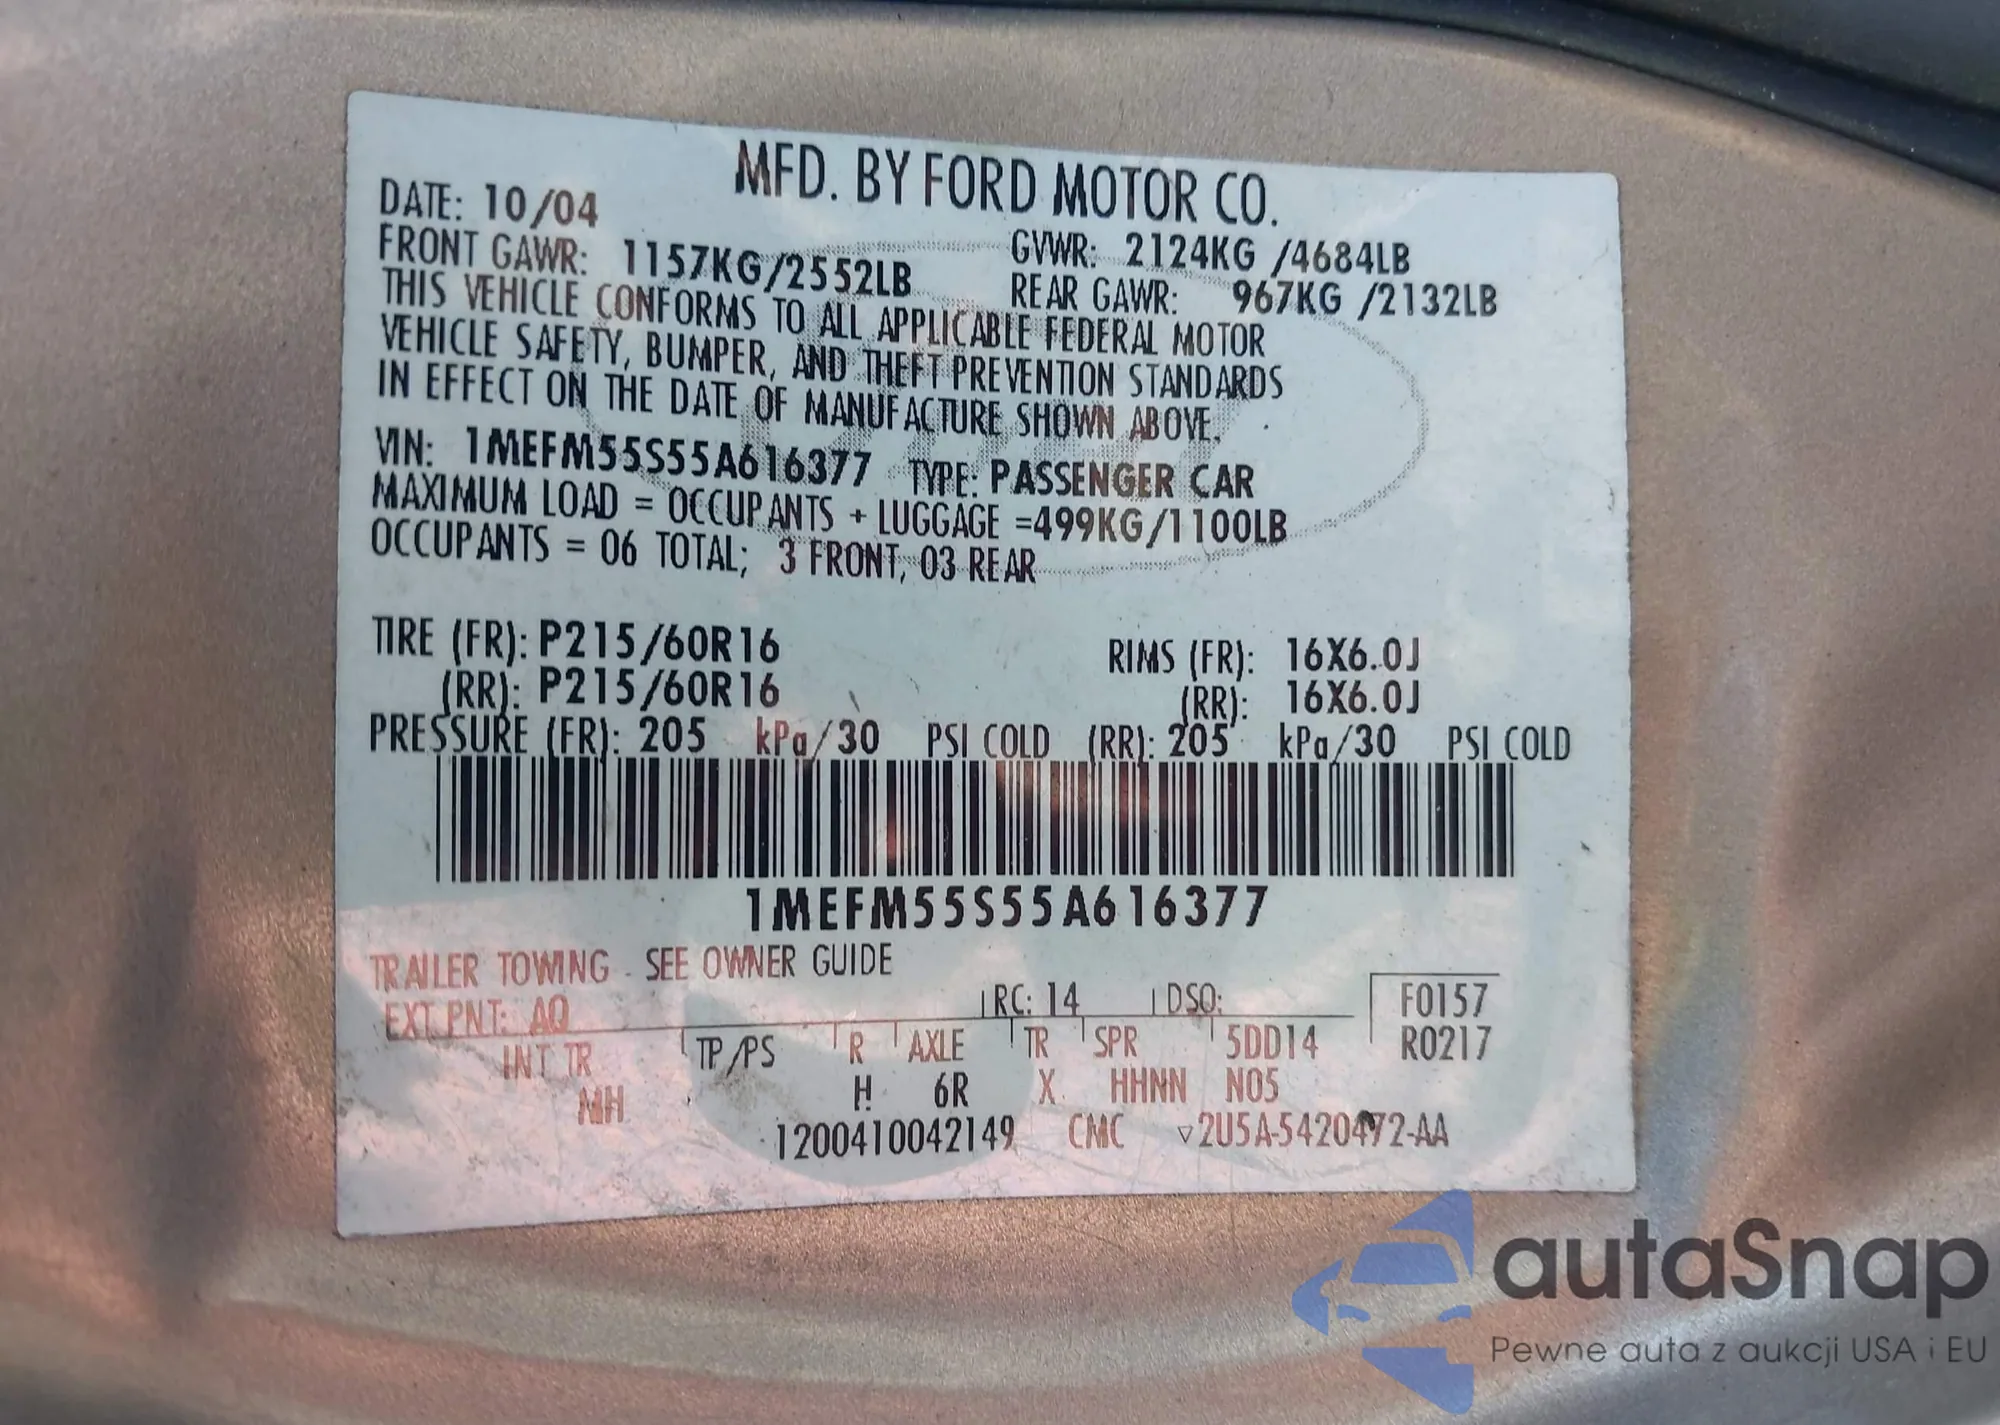 MFD. BY FORD MOTOR CO.
DATE: 10/04
GVWR: 2124KG /4684LB
FRONT GAWR: 1157KG/2552LB
REAR GAWR: 967KG /2132LB
THIS VEHICLE CONFORMS TO ALL APPLICABLE FEDERAL MOTOR
VEHICLE SAFETY, BUMPER, AND THEFT PREVENTION STANDARDS
IN EFFECT ON THE DATE OF MANUFACTURE SHOWN ABOVE.
VIN: 1MEFM55S55A616377 TYPE: PASSENGER CAR
MAXIMUM LOAD = OCCUPANTS + LUGGAGE =499KG/1100LB
OCCUPANTS = 06 TOTAL; 3 FRONT, 03 REAR
TIRE (FR): P215/60R16 RIMS (FR): 16X6.0J
(RR): P215/60R16 (RR): 16X6.0J
PRESSURE (FR): 205 kPa/30 PSI COLD (RR): 205 kPa/30 PSI COLD
1MEFM55S55A616377
TRAILER TOWING - SEE OWNER GUIDE
EXT PNT: AQ RC: 14 DSO: F0157
INT TR TP/PS R AXLE TR SPR 5DD14 R0217
MH H 6R X HHNN N05
1200410042149 CMC ▽2U5A-5420472-AA
autaSnap
Pewne auta z aukcji USA i EU